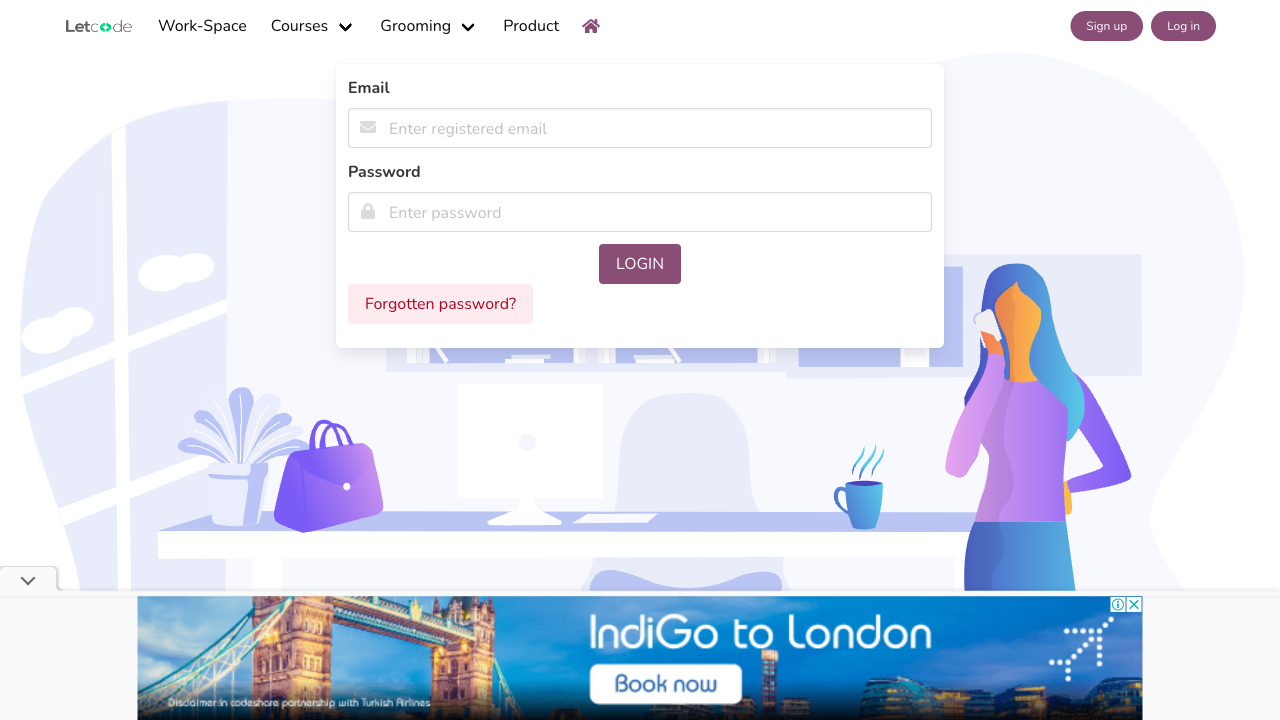 Letcode Work-Space Courses Grooming Product Sign up Log in
Email
Enter registered email
Password
Enter password
LOGIN
Forgotten password?
IndiGo to London
Book now
Disclaimer:In codeshare partnership with Turkish Airlines